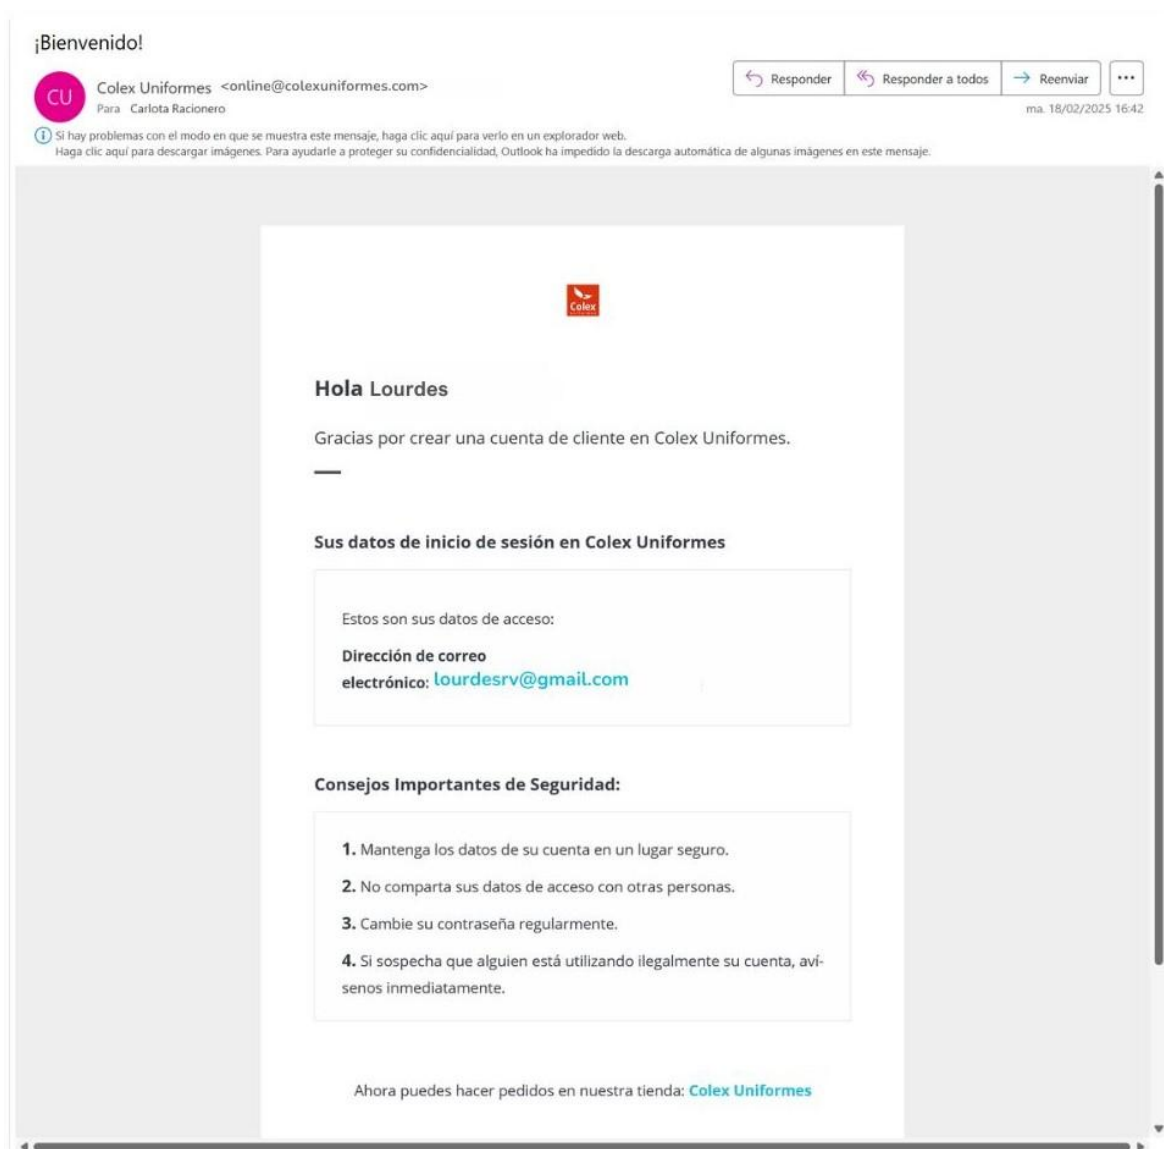 ¡Bienvenido!
CU
Colex Uniformes <online@colexuniformes.com>
Para Carlota Racionero
Responder
Responder a todos
Reenviar
ma. 18/02/2025 16:42
Si hay problemas con el modo en que se muestra este mensaje, haga clic aquí para verlo en un explorador web.
Haga clic aquí para descargar imágenes. Para ayudarle a proteger su confidencialidad, Outlook ha impedido la descarga automática de algunas imágenes en este mensaje.
Colex
Hola Lourdes
Gracias por crear una cuenta de cliente en Colex Uniformes.
Sus datos de inicio de sesión en Colex Uniformes
Estos son sus datos de acceso:
Dirección de correo
electrónico: lourdesrv@gmail.com
Consejos Importantes de Seguridad:
1. Mantenga los datos de su cuenta en un lugar seguro.
2. No comparta sus datos de acceso con otras personas.
3. Cambie su contraseña regularmente.
4. Si sospecha que alguien está utilizando ilegalmente su cuenta, aví-
senos inmediatamente.
Ahora puedes hacer pedidos en nuestra tienda: Colex Uniformes